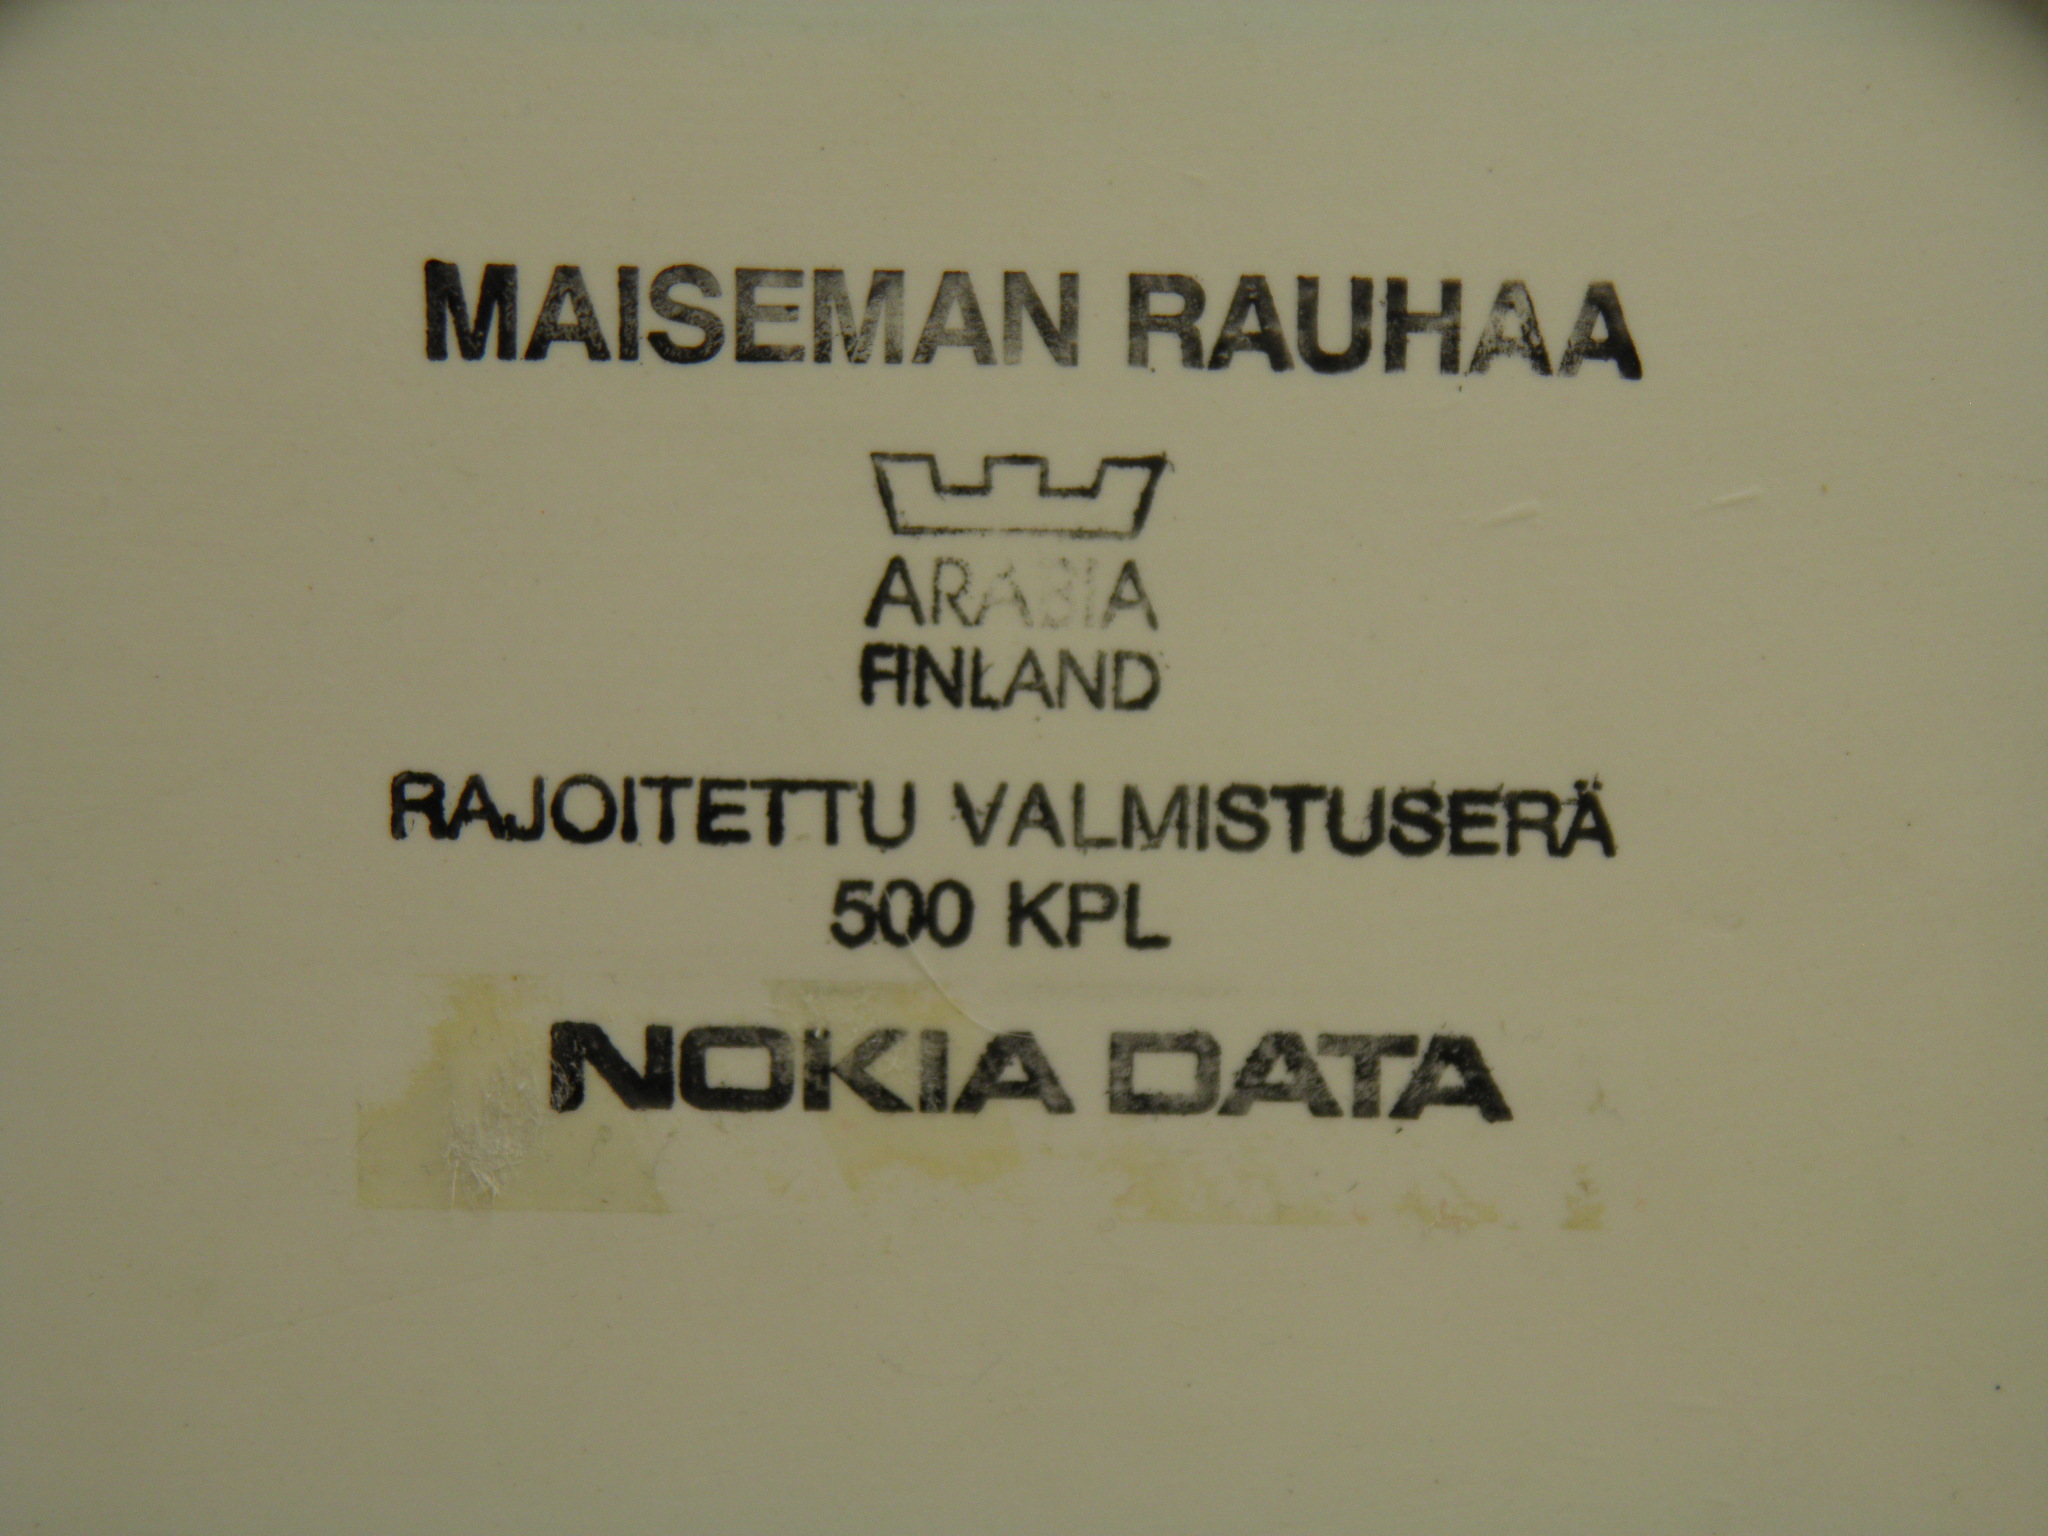 MAISEMAN RAUHAA
ARABIA
FINLAND
RAJOITETTU VALMISTUSERÄ
500 KPL
NOKIA DATA